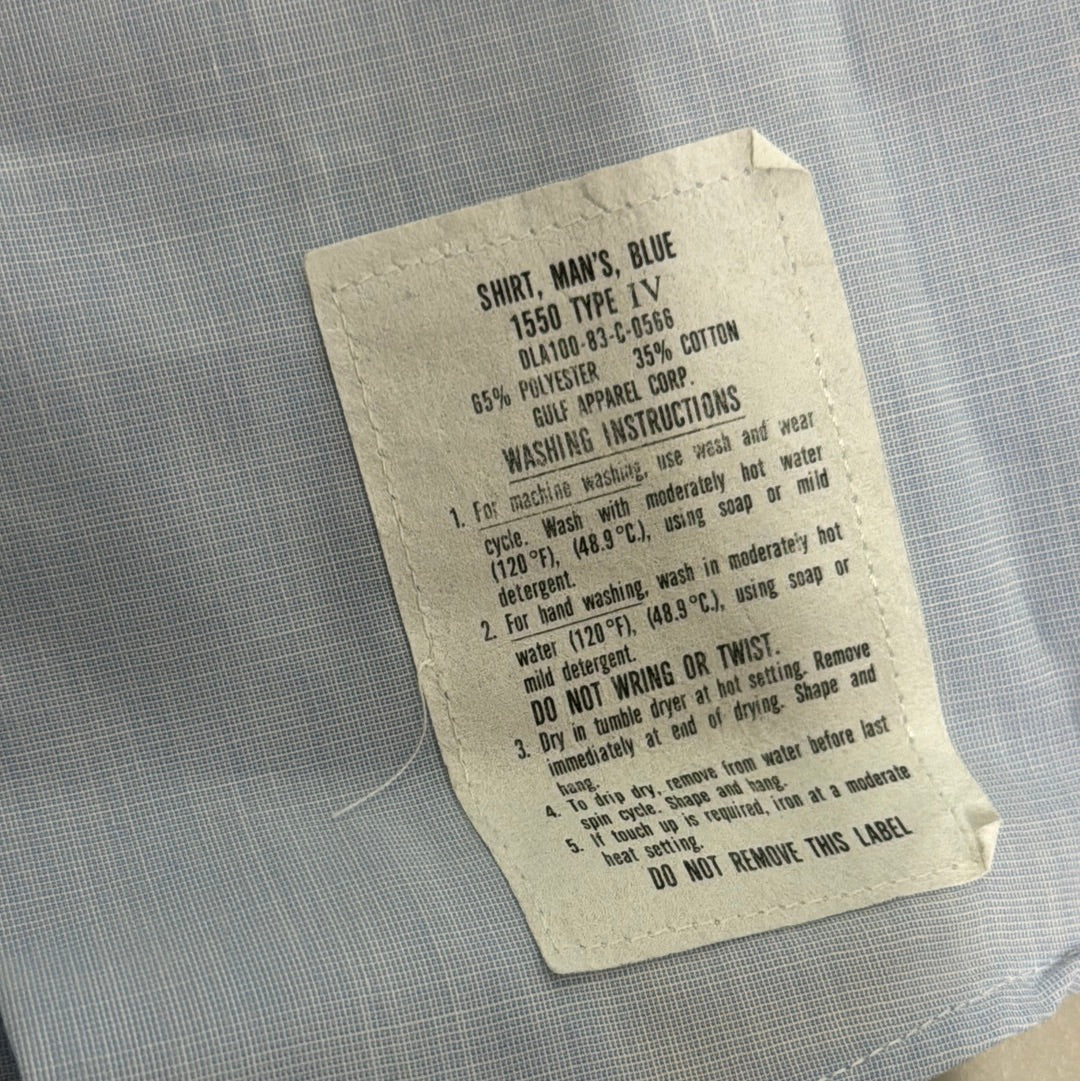 SHIRT, MAN'S, BLUE
1550 TYPE IV
DLA100-83-C-0566
65% POLYESTER 35% COTTON
GULF APPAREL CORP.
WASHING INSTRUCTIONS
1. For machine washing, use wash and wear
cycle. Wash with moderately hot water
(120°F), (48.9°C.), using soap or mild
detergent.
2. For hand washing, wash in moderately hot
water (120°F), (48.9°C.), using soap or
mild detergent.
DO NOT WRING OR TWIST.
3. Dry in tumble dryer at hot setting. Remove
immediately at end of drying. Shape and
hang.
4. To drip dry, remove from water before last
spin cycle. Shape and hang.
5. If touch up is required, iron at a moderate
heat setting.
DO NOT REMOVE THIS LABEL